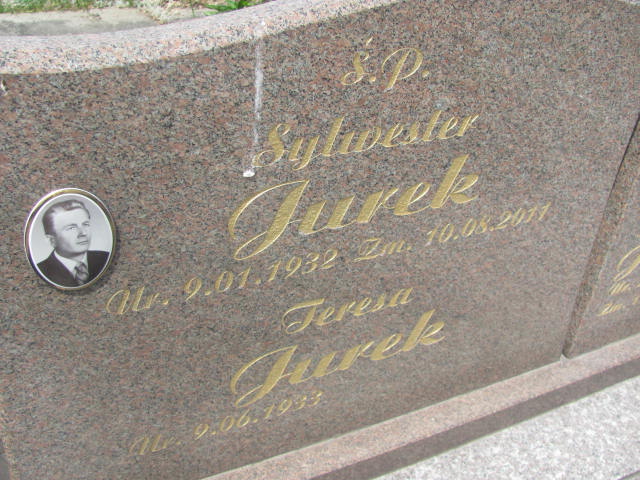 Ś.P.
Sylwester
Jurek
Ur. 9.01.1932 Zm. 10.08.2011
Teresa
Jurek
Ur. 9.06.1933